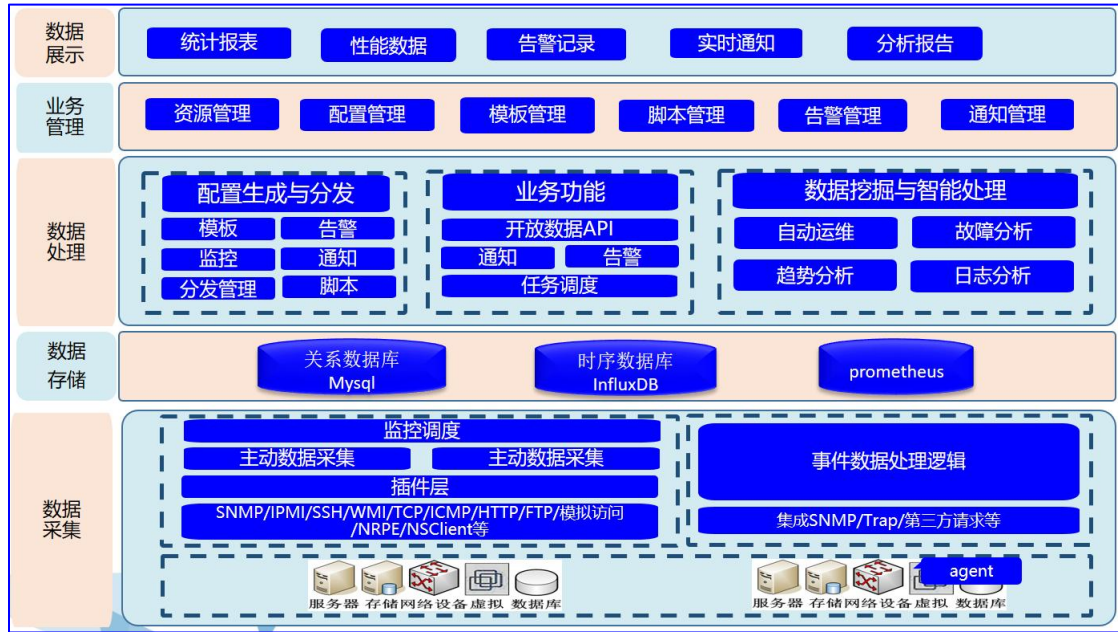 数据
展示
统计报表
性能数据
告警记录
实时通知
分析报告
业务
管理
资源管理
配置管理
模板管理
脚本管理
告警管理
通知管理
数据
处理
配置生成与分发
模板
告警
监控
通知
分发管理
脚本
业务功能
开放数据API
通知
告警
任务调度
数据挖掘与智能处理
自动运维
故障分析
趋势分析
日志分析
数据
存储
关系数据库
Mysql
时序数据库
InfluxDB
prometheus
数据
采集
监控调度
主动数据采集
主动数据采集
插件层
SNMP/IPMI/SSH/WMI/TCP/ICMP/HTTP/FTP/模拟访问
/NRPE/NSClient等
事件数据处理逻辑
集成SNMP/Trap/第三方请求等
agent
服务器 存储网络设备虚拟 数据库
服务器 存储网络设备虚拟 数据库